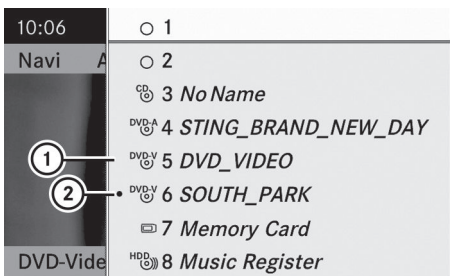 10:06
Navi A
DVD-Vide
1
2
CD 3 No Name
DVD-A 4 STING_BRAND_NEW_DAY
1 DVD-V 5 DVD_VIDEO
2 DVD-V 6 SOUTH_PARK
7 Memory Card
HDD 8 Music Register